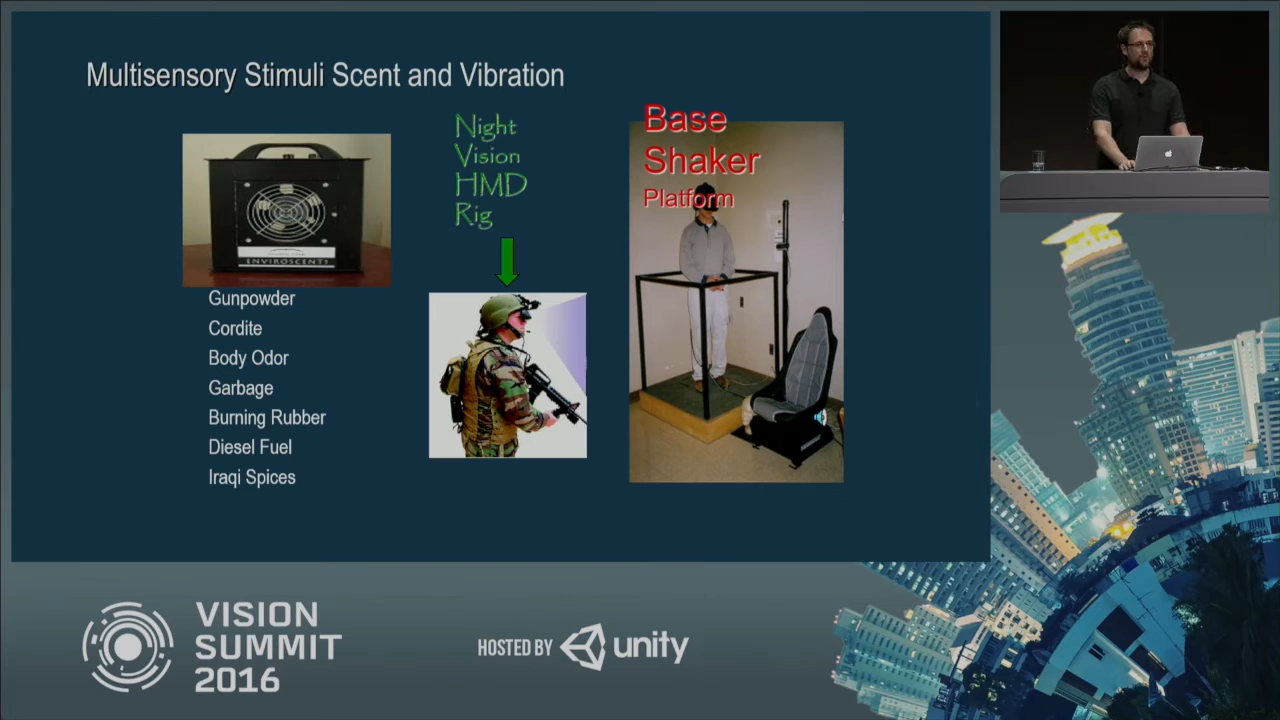 Multisensory Stimuli Scent and Vibration
ENVIROSCENT
Gunpowder
Cordite
Body Odor
Garbage
Burning Rubber
Diesel Fuel
Iraqi Spices
Night
Vision
HMD
Rig
Base
Shaker
Platform
VISION
SUMMIT
2016
HOSTED BY unity